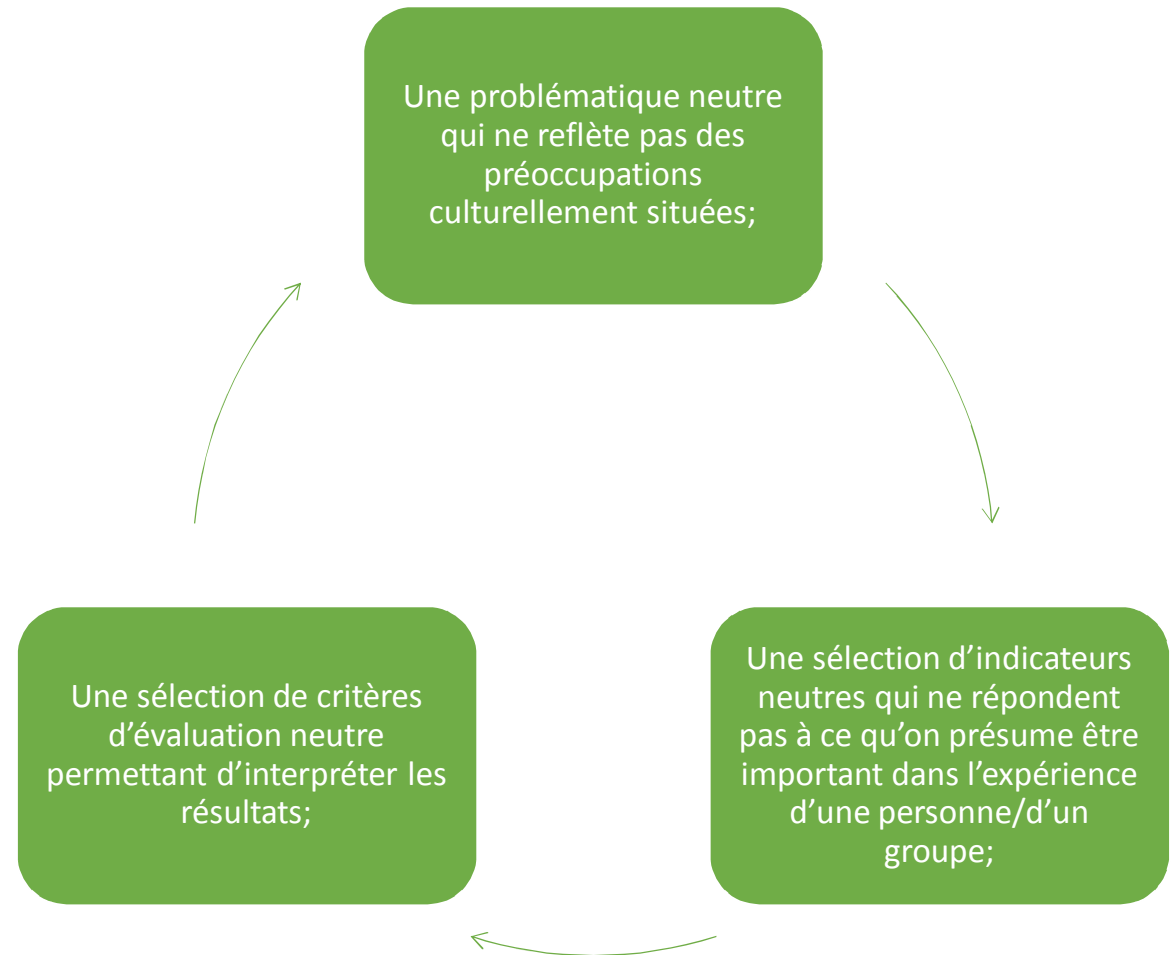 Une problématique neutre
qui ne reflète pas des
préoccupations
culturellement situées;
Une sélection d’indicateurs
neutres qui ne répondent
pas à ce qu’on présume être
important dans l’expérience
d’une personne/d’un
groupe;
Une sélection de critères
d’évaluation neutre
permettant d’interpréter les
résultats;